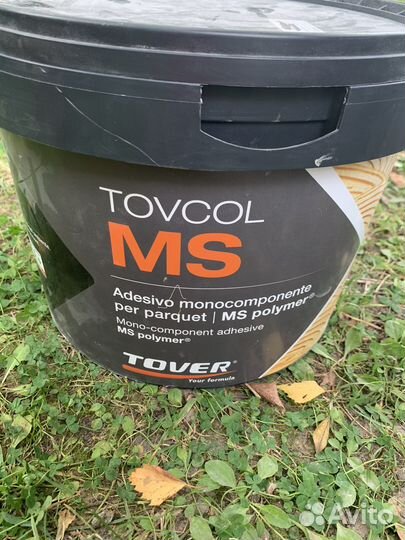 TOVCOL
MS
Adesivo monocomponente
per parquet | MS polymer®
Mono-component adhesive
MS polymer®
TOVER®
Your formula
Avito